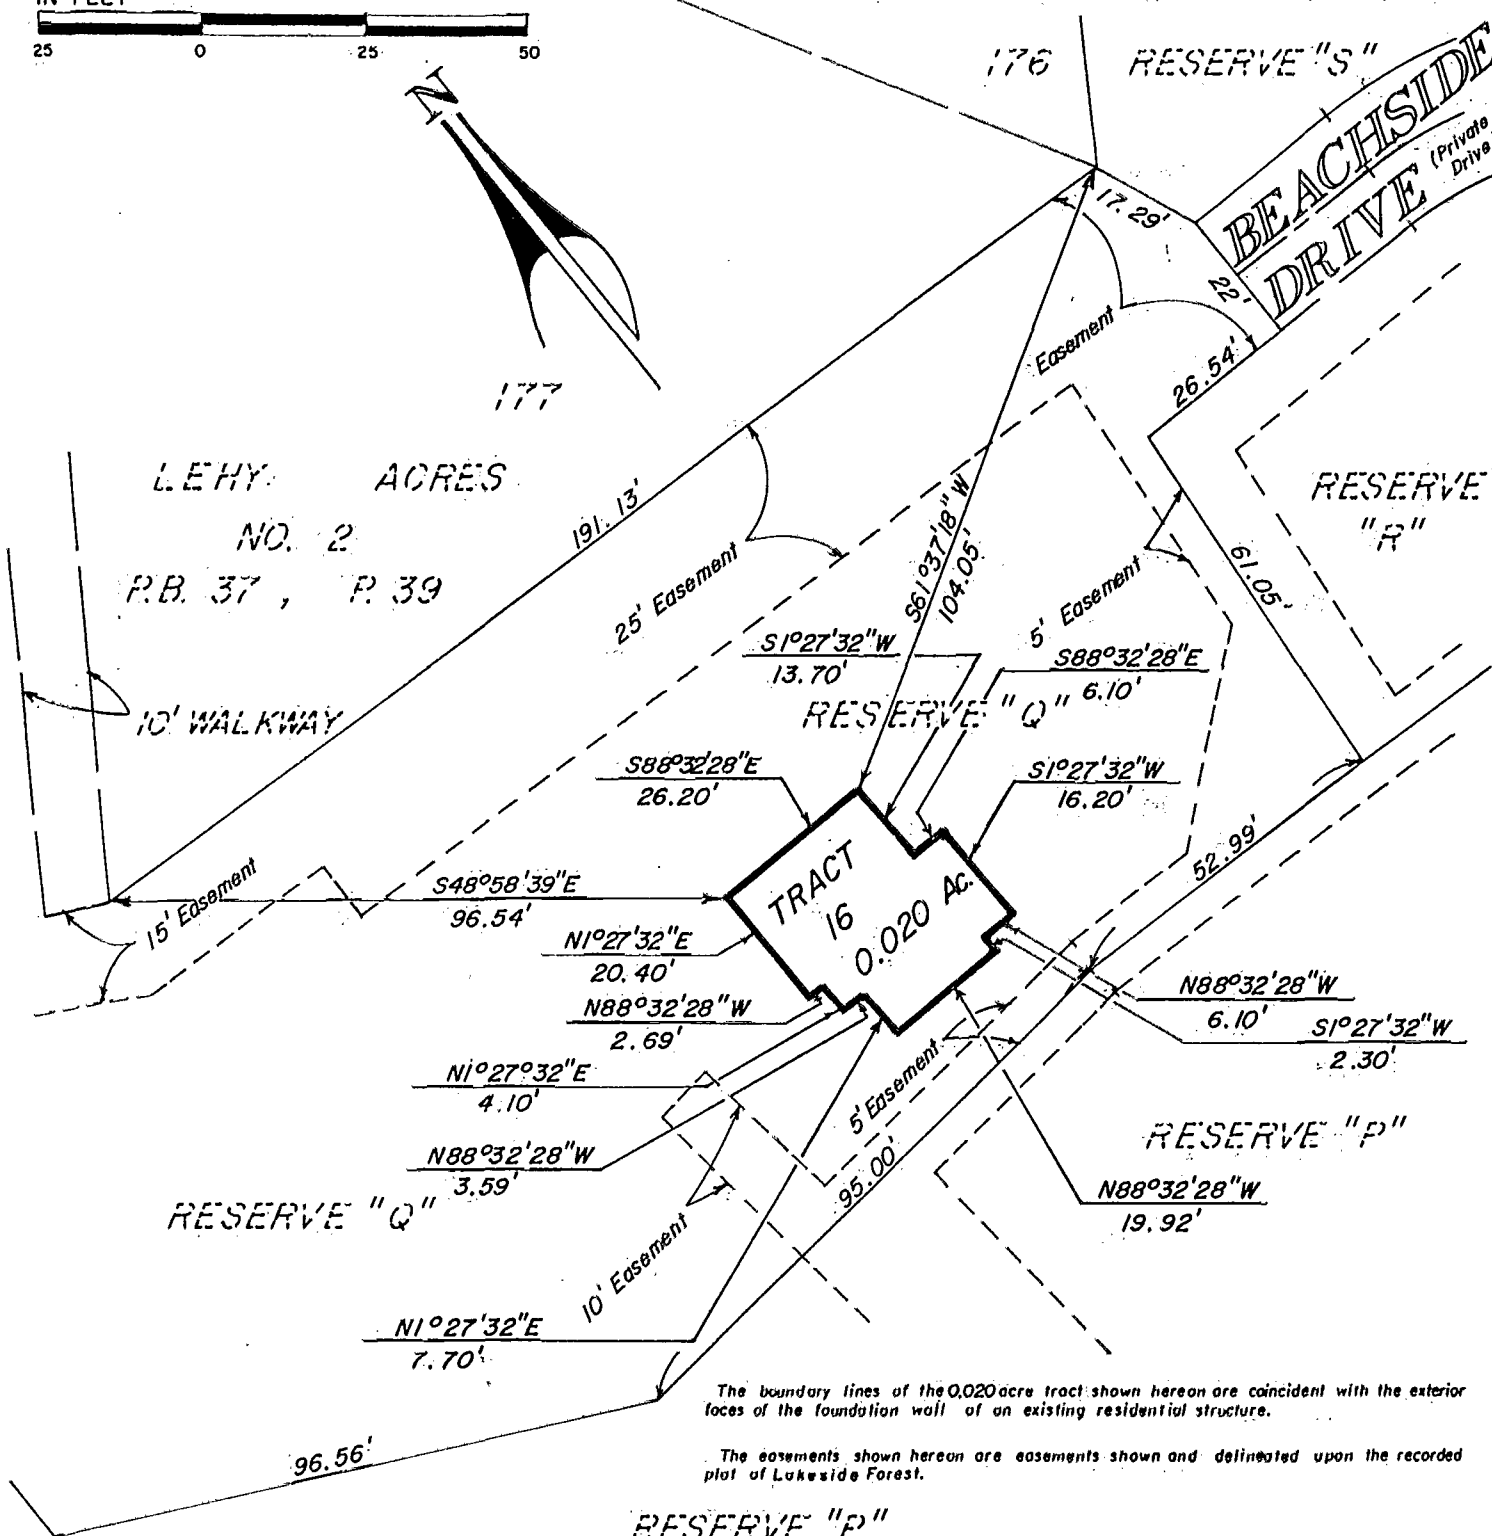 IN FEET
25 0 25 50
N
176
RESERVE "S"
BEACHSIDE
DRIVE
(Private
Drive
17.29'
22'
Easement
26.54'
177
LEHY ACRES
NO. 2
P.B. 37, P. 39
191.13'
25' Easement
S61°37'18"W
104.05'
RESERVE
"R"
61.05'
5' Easement
S1°27'32"W
13.70'
S88°32'28"E
6.10'
RESERVE "Q"
10' WALKWAY
S88°32'28"E
26.20'
S1°27'32"W
16.20'
52.99'
TRACT
16
0.020 Ac.
15' Easement
S48°58'39"E
96.54'
N1°27'32"E
20.40'
N88°32'28"W
2.69'
N88°32'28"W
6.10'
S1°27'32"W
2.30'
N1°27°32"E
4.10'
5' Easement
95.00'
RESERVE "P"
N88°32'28"W
3.59'
N88°32'28"W
19.92'
RESERVE "Q"
10' Easement
N1°27'32"E
7.70'
The boundary lines of the 0.020 acre tract shown hereon are coincident with the exterior
faces of the foundation wall of an existing residential structure.
96.56'
The easements shown hereon are easements shown and delineated upon the recorded
plat of Lakeside Forest.
RESERVE "P"